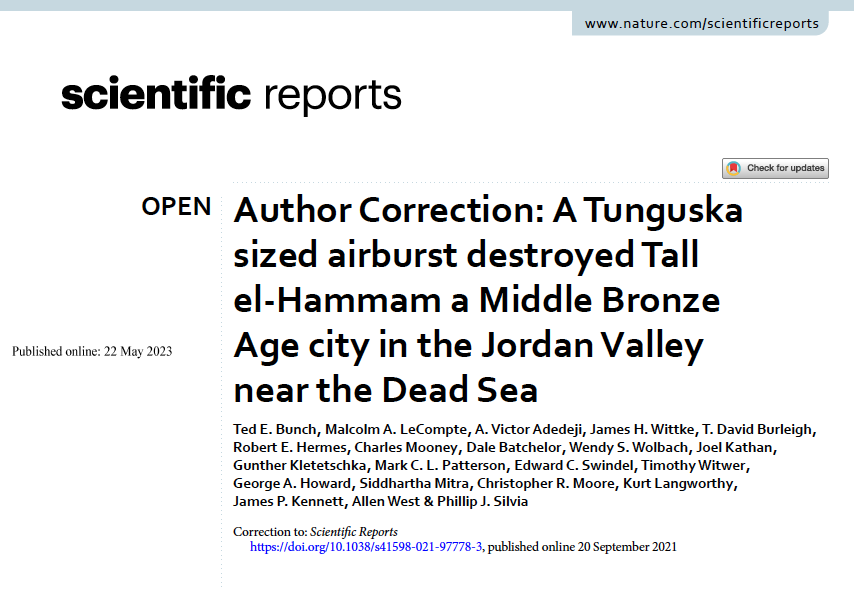 www.nature.com/scientificreports
scientific reports
Check for updates
OPEN
Author Correction: A Tunguska
sized airburst destroyed Tall
el-Hammam a Middle Bronze
Age city in the Jordan Valley
near the Dead Sea
Published online: 22 May 2023
Ted E. Bunch, Malcolm A. LeCompte, A. Victor Adedeji, James H. Wittke, T. David Burleigh,
Robert E. Hermes, Charles Mooney, Dale Batchelor, Wendy S. Wolbach, Joel Kathan,
Gunther Kletetschka, Mark C. L. Patterson, Edward C. Swindel, Timothy Witwer,
George A. Howard, Siddhartha Mitra, Christopher R. Moore, Kurt Langworthy,
James P. Kennett, Allen West & Phillip J. Silvia
Correction to: Scientific Reports
https://doi.org/10.1038/s41598-021-97778-3, published online 20 September 2021